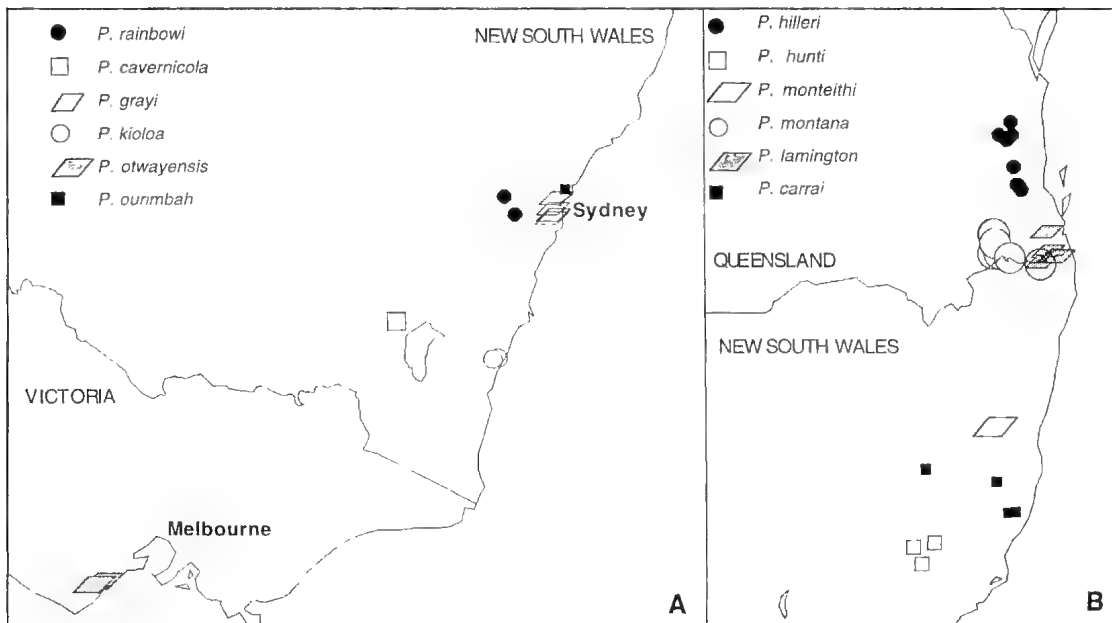 P. rainbowi
P. cavernicola
P. grayi
P. kioloa
P. otwayensis
P. ourimbah
NEW SOUTH WALES
Sydney
VICTORIA
Melbourne
A
P. hilleri
P. hunti
P. monteithi
P. montana
P. lamington
P. carrai
QUEENSLAND
NEW SOUTH WALES
B